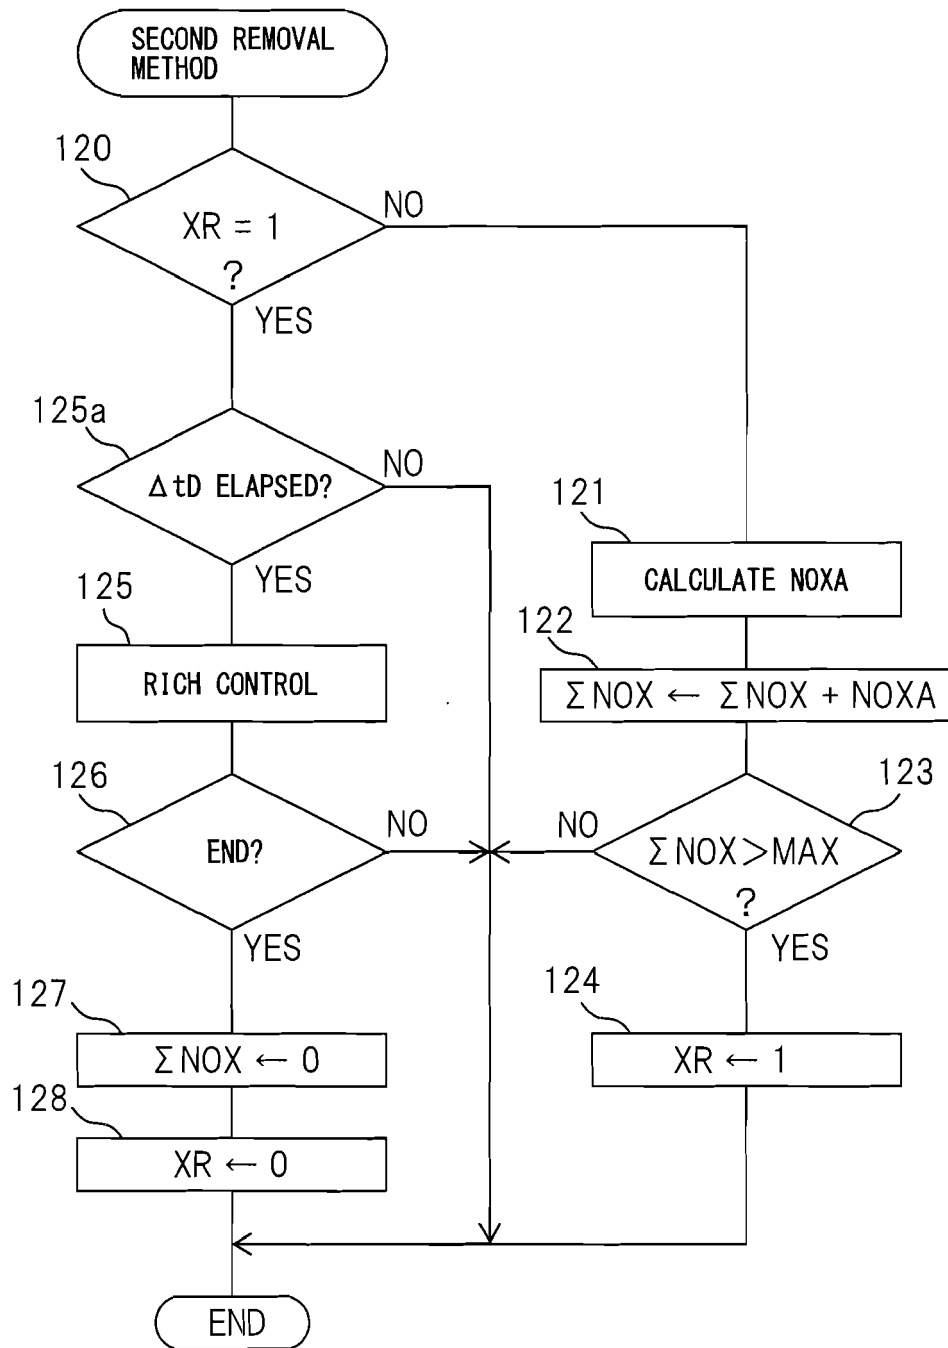 SECOND REMOVAL
METHOD
120
XR = 1
?
NO
YES
125a
ΔtD ELAPSED?
NO
YES
121
CALCULATE NOXA
125
RICH CONTROL
122
ΣNOX ← ΣNOX + NOXA
126
END?
NO
YES
123
ΣNOX>MAX
?
NO
YES
127
ΣNOX ← 0
124
XR ← 1
128
XR ← 0
END